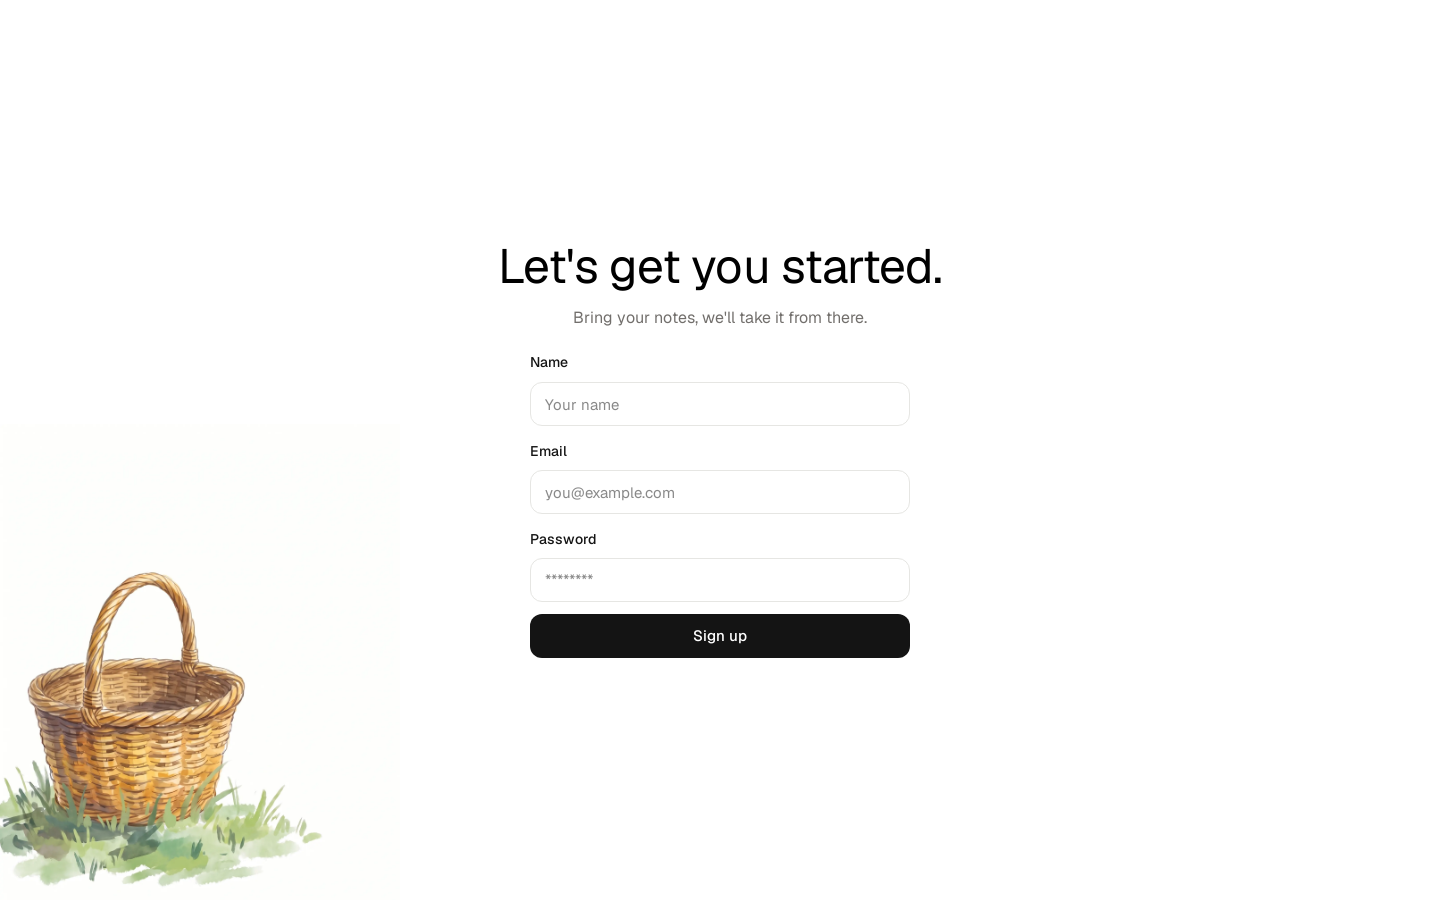 Let's get you started.
Bring your notes, we'll take it from there.
Name
Your name
Email
you@example.com
Password
********
Sign up